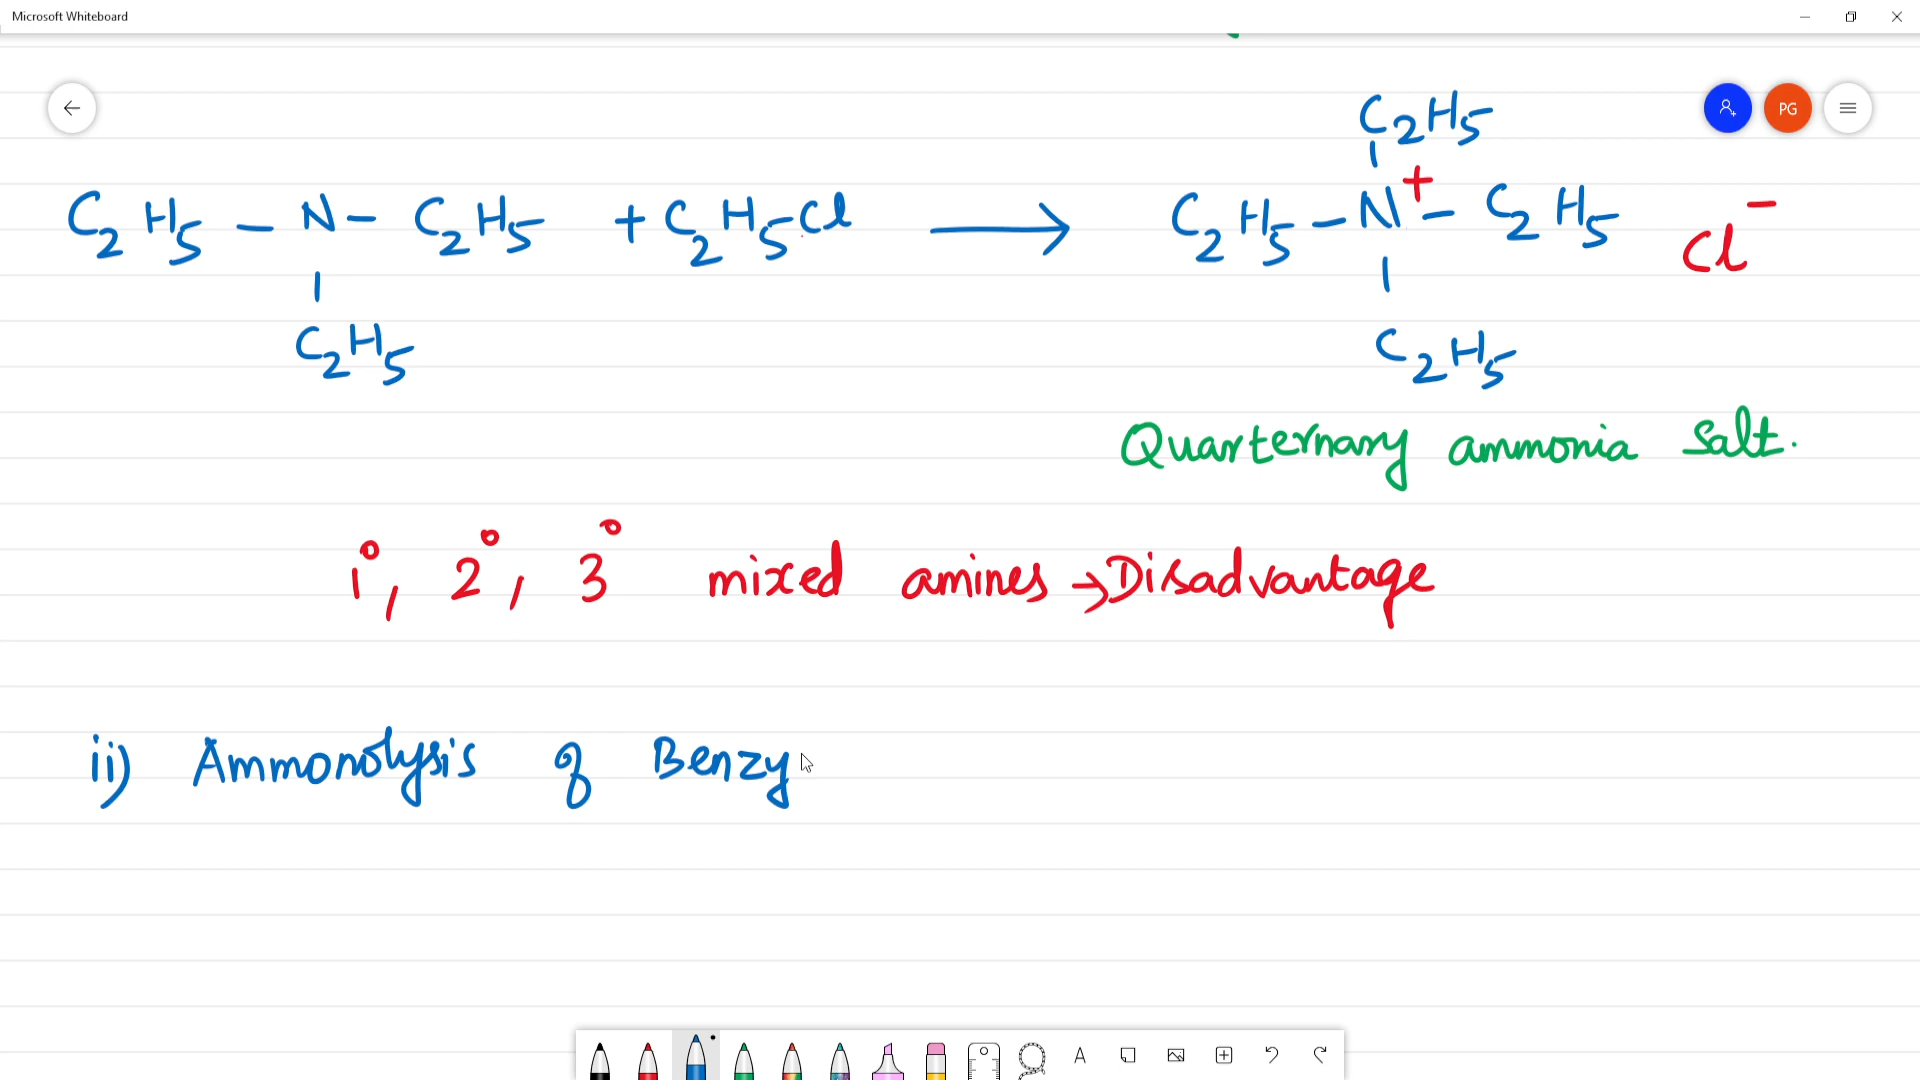 Microsoft Whiteboard
PG
C2H5
C2H5 – N – C2H5 + C2H5Cl → C2H5 – N+ – C2H5 Cl–
C2H5 C2H5
Quarternary ammonia Salt.
1°, 2°, 3° mixed amines → Disadvantage
ii) Ammonolysis of Benzy
A